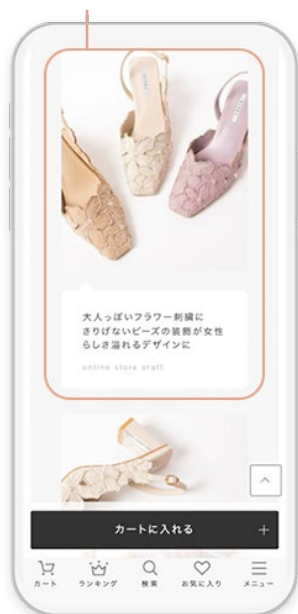 大人っぽいフラワー刺繍に
さりげないビーズの装飾が女性
らしさ溢れるデザインに
online store staff
カートに入れる
カート ランキング 検索 お気に入り メニュー